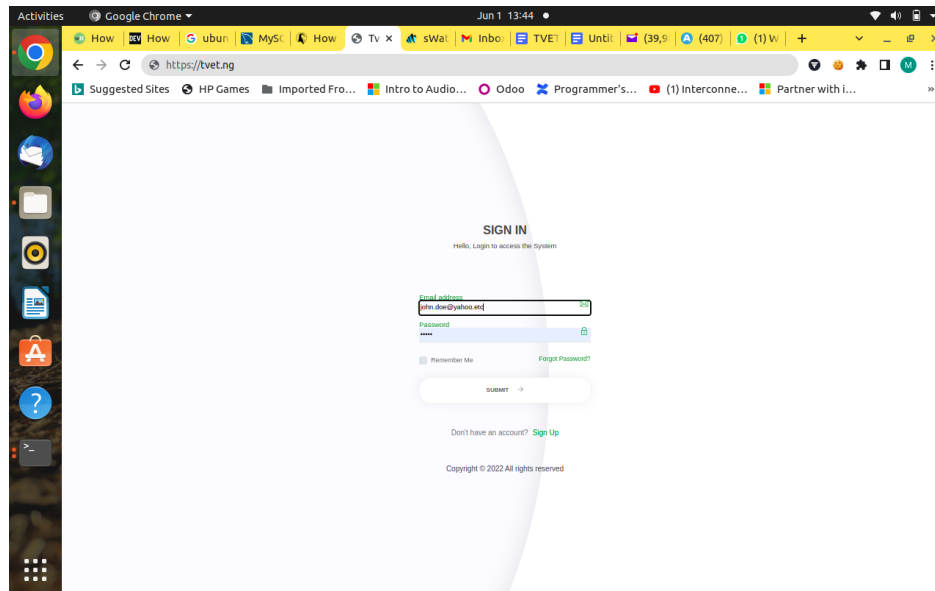 Activities Google Chrome Jun 1 13:44
How How ubun MySC How Tv sWat Inbo: TVET Untit (39,9 (407) (1) W
https://tvet.ng M
Suggested Sites HP Games Imported Fro... Intro to Audio... Odoo Programmer's... (1) Interconne... Partner with i... »
SIGN IN
Hello, Login to access the System
Email address
john.doe@yahoo.etc
Password
•••••
Remember Me Forgot Password?
SUBMIT →
Don't have an account? Sign Up
Copyright © 2022 All rights reserved